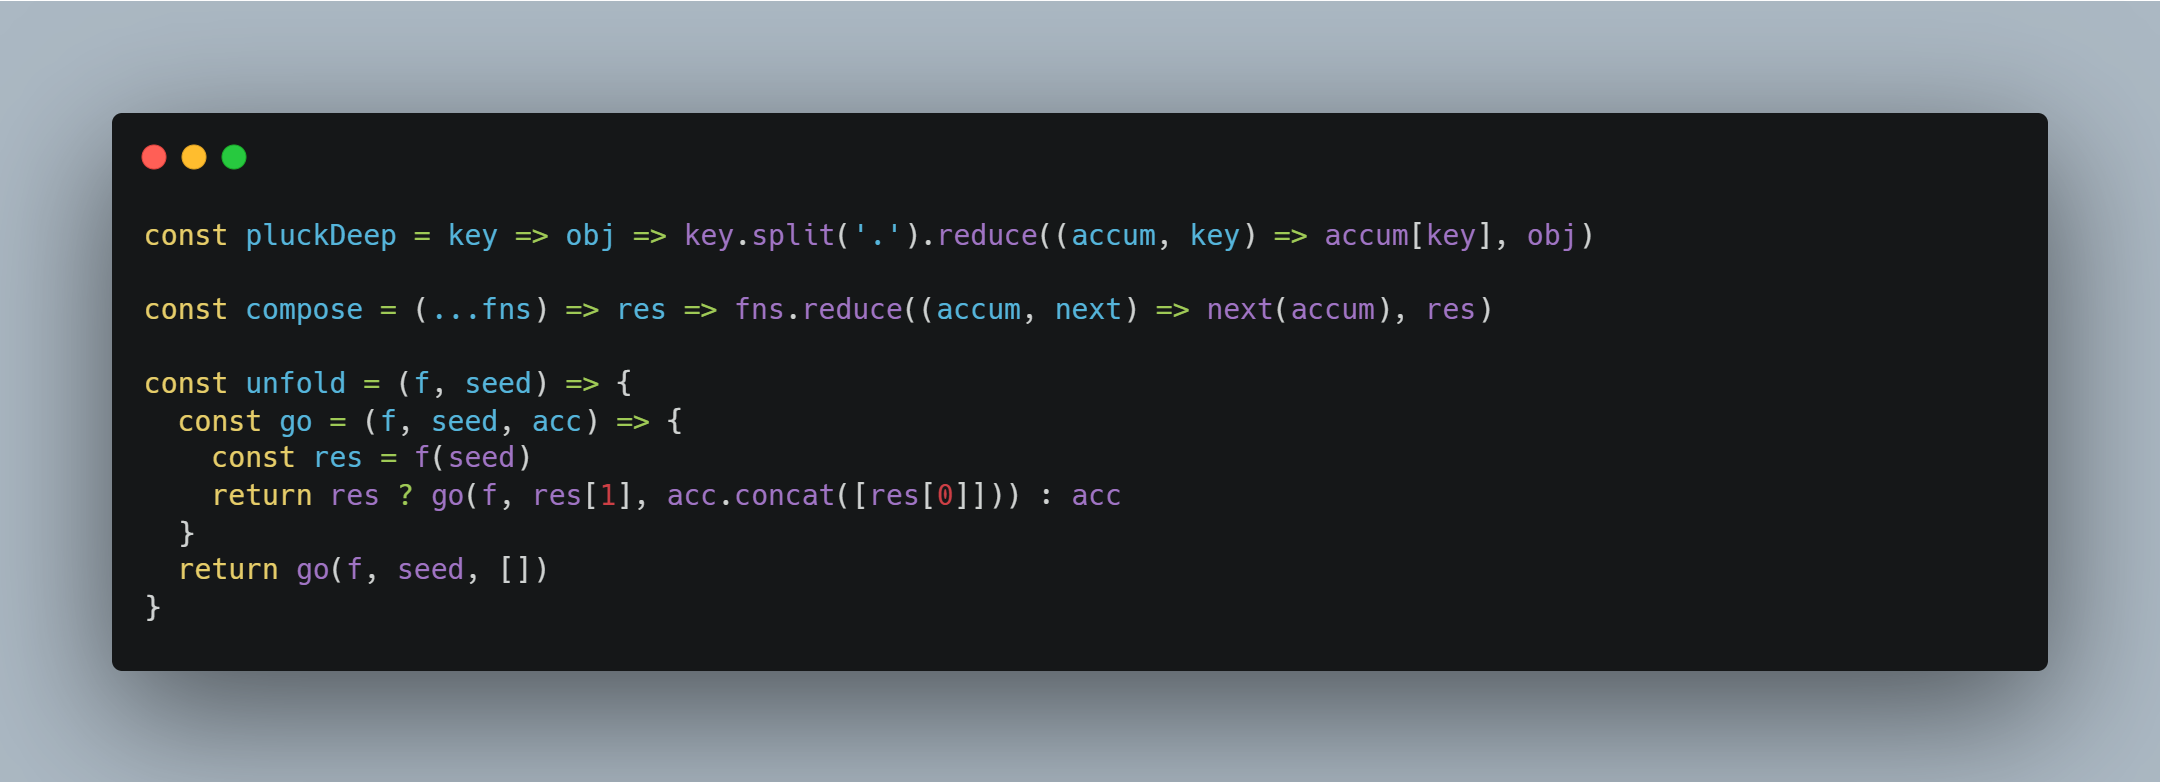 const pluckDeep = key => obj => key.split('.').reduce((accum, key) => accum[key], obj)

const compose = (...fns) => res => fns.reduce((accum, next) => next(accum), res)

const unfold = (f, seed) => {
  const go = (f, seed, acc) => {
    const res = f(seed)
    return res ? go(f, res[1], acc.concat([res[0]])) : acc
  }
  return go(f, seed, [])
}